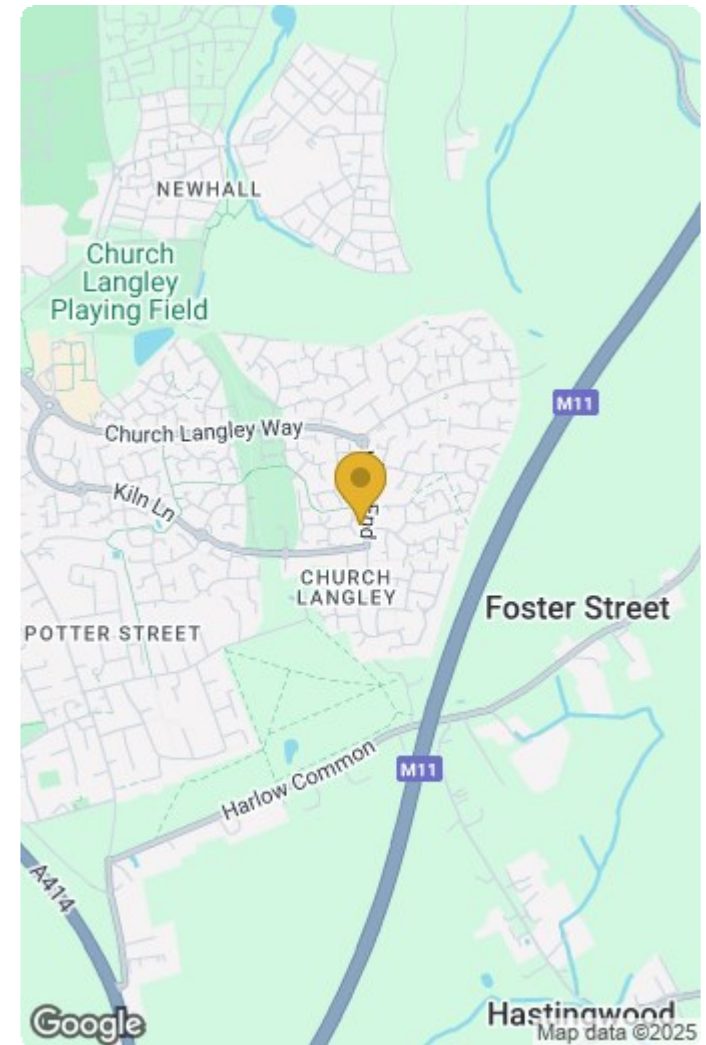 NEWHALL
Church
Langley
Playing Field
M11
Church Langley Way
Kiln Ln
End
CHURCH
LANGLEY
Foster Street
POTTER STREET
M11
Harlow Common
A414
Hastingwood
Google
Map data ©2025